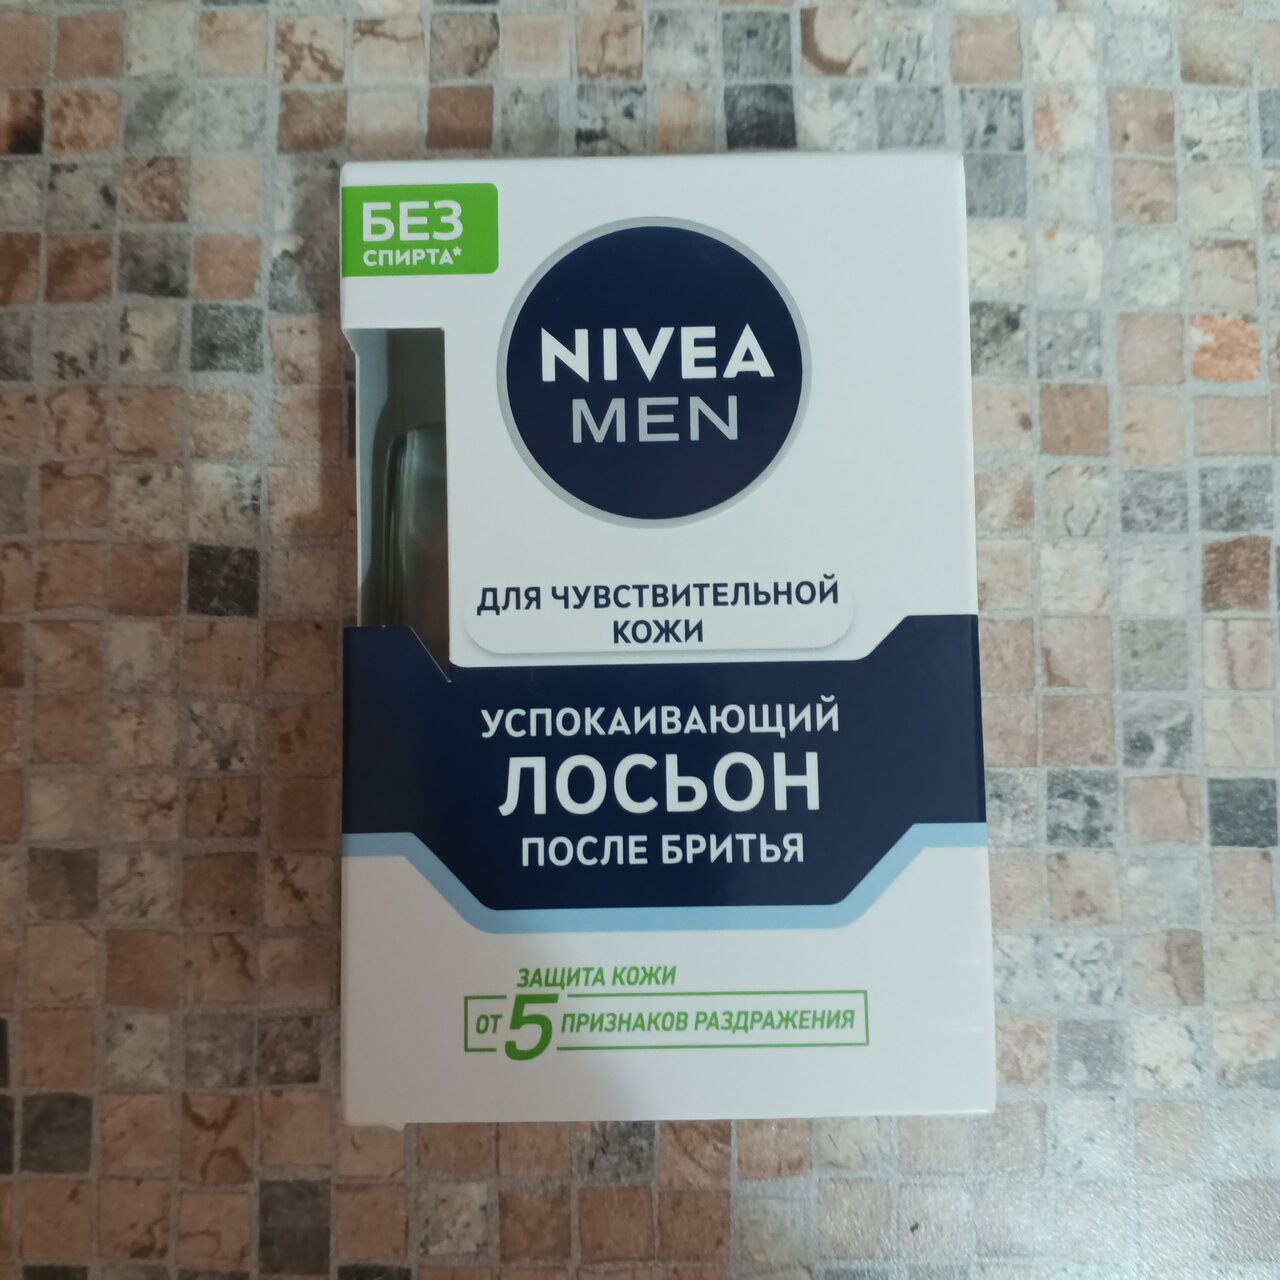 БЕЗ
СПИРТА*
NIVEA
MEN
ДЛЯ ЧУВСТВИТЕЛЬНОЙ
КОЖИ
УСПОКАИВАЮЩИЙ
ЛОСЬОН
ПОСЛЕ БРИТЬЯ
ЗАЩИТА КОЖИ
ОТ 5 ПРИЗНАКОВ РАЗДРАЖЕНИЯ